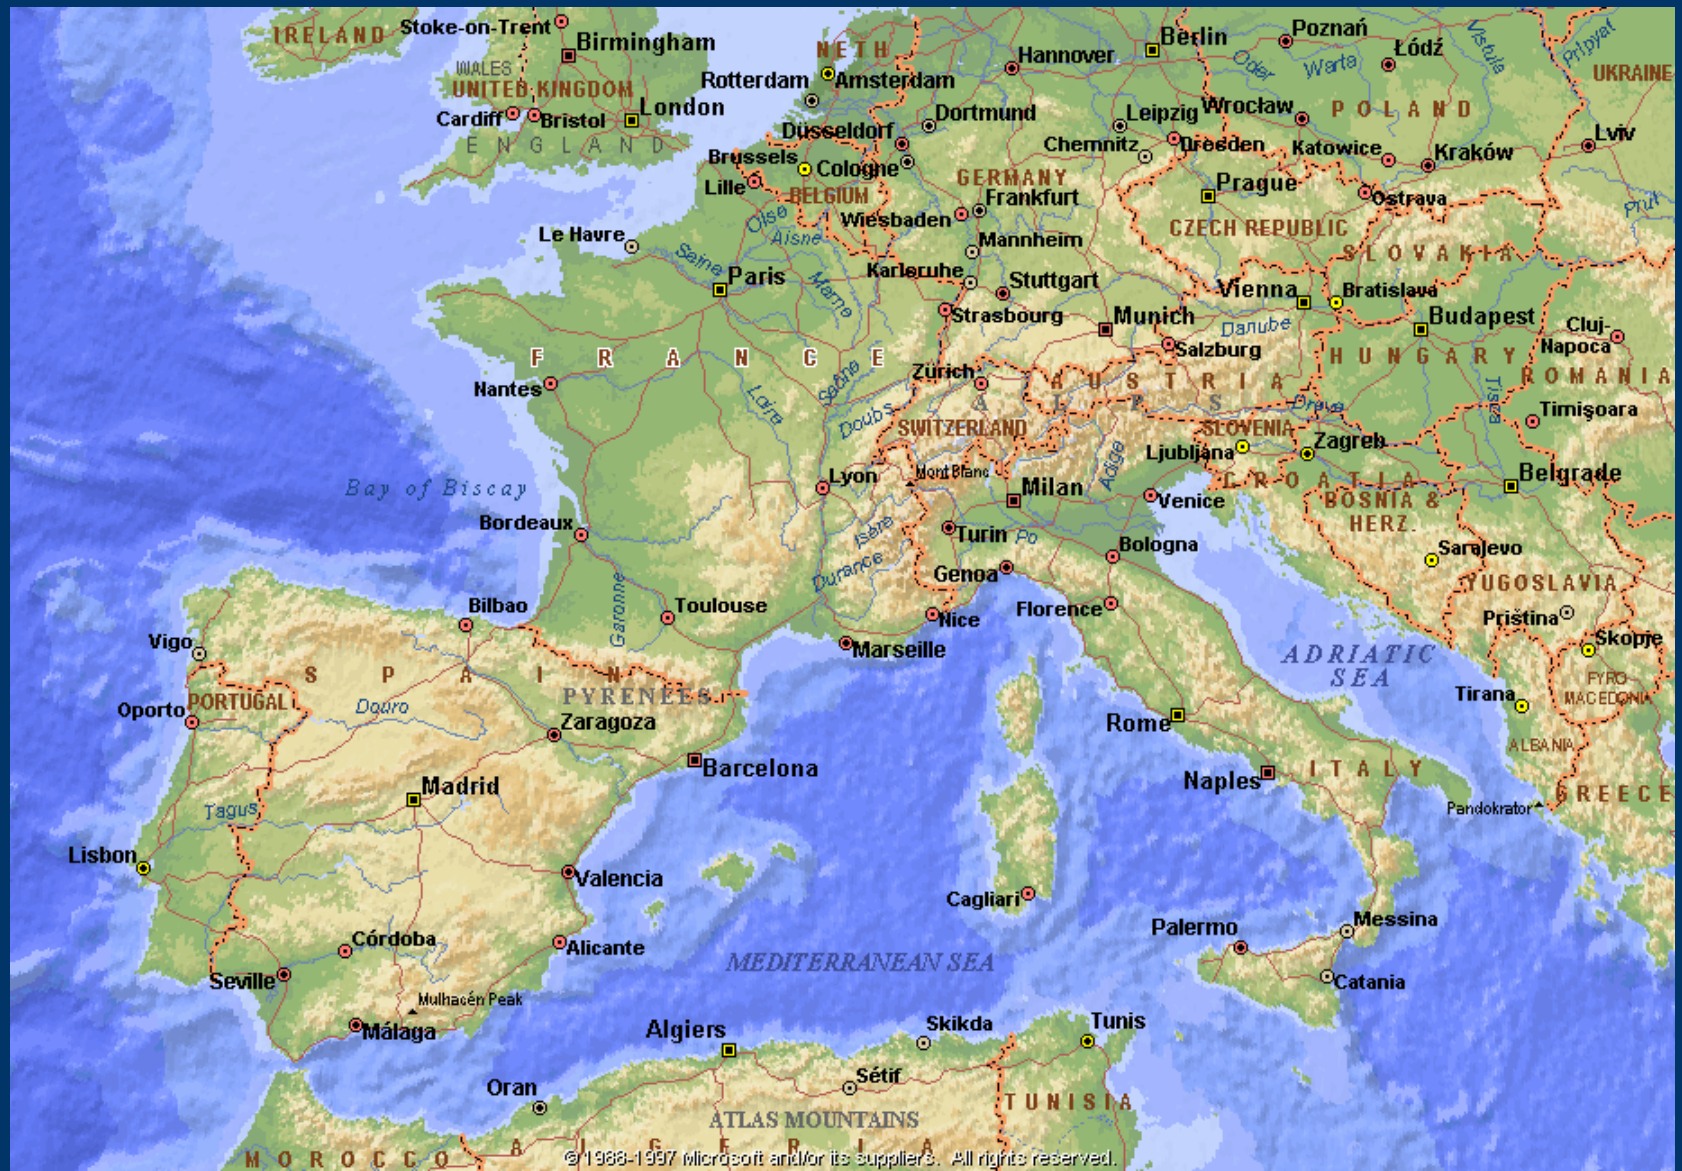 IRELAND
Stoke-on-Trent
Birmingham
WALES
UNITED KINGDOM
London
Cardiff
Bristol
ENGLAND
NETH
Amsterdam
Rotterdam
Hannover
Berlin
Poznań
Łódź
Oder
Warta
Vistula
Pripyat
UKRAINE
Dortmund
Düsseldorf
Leipzig
Wrocław
POLAND
Lviv
Brussels
Cologne
Chemnitz
Dresden
Katowice
Kraków
Lille
BELGIUM
GERMANY
Frankfurt
Prague
Ostrava
Prut
Wiesbaden
CZECH REPUBLIC
Oise
Aisne
Le Havre
Mannheim
SLOVAKIA
Seine
Paris
Marne
Karlsruhe
Stuttgart
Vienna
Bratislava
Strasbourg
Munich
Danube
Budapest
Cluj-
Napoca
Salzburg
FRANCE
HUNGARY
Zürich
AUSTRIA
ROMANIA
Nantes
Loire
Saône
Doubs
ALPS
Drava
Tisza
Timişoara
SWITZERLAND
SLOVENIA
Zagreb
Ljubljana
Adige
Mont Blanc
Lyon
Milan
CROATIA
Belgrade
Bay of Biscay
Venice
BOSNIA &
HERZ.
Bordeaux
Isère
Turin
Po
Bologna
Sarajevo
Durance
Genoa
YUGOSLAVIA
Bilbao
Garonne
Toulouse
Nice
Florence
Priština
Vigo
Marseille
Skopje
ADRIATIC
SEA
SPAIN
PYRENEES
FYRO
MACEDONIA
PORTUGAL
Oporto
Douro
Zaragoza
Rome
Tirana
ALBANIA
Barcelona
Naples
ITALY
Madrid
Pandokrator
GREECE
Tagus
Lisbon
Valencia
Cagliari
Messina
Palermo
Córdoba
Alicante
MEDITERRANEAN SEA
Seville
Catania
Mulhacén Peak
Málaga
Algiers
Skikda
Tunis
Oran
Sétif
ATLAS MOUNTAINS
TUNISIA
MOROCCO
ALGERIA
© 1988-1997 Microsoft and/or its suppliers. All rights reserved.